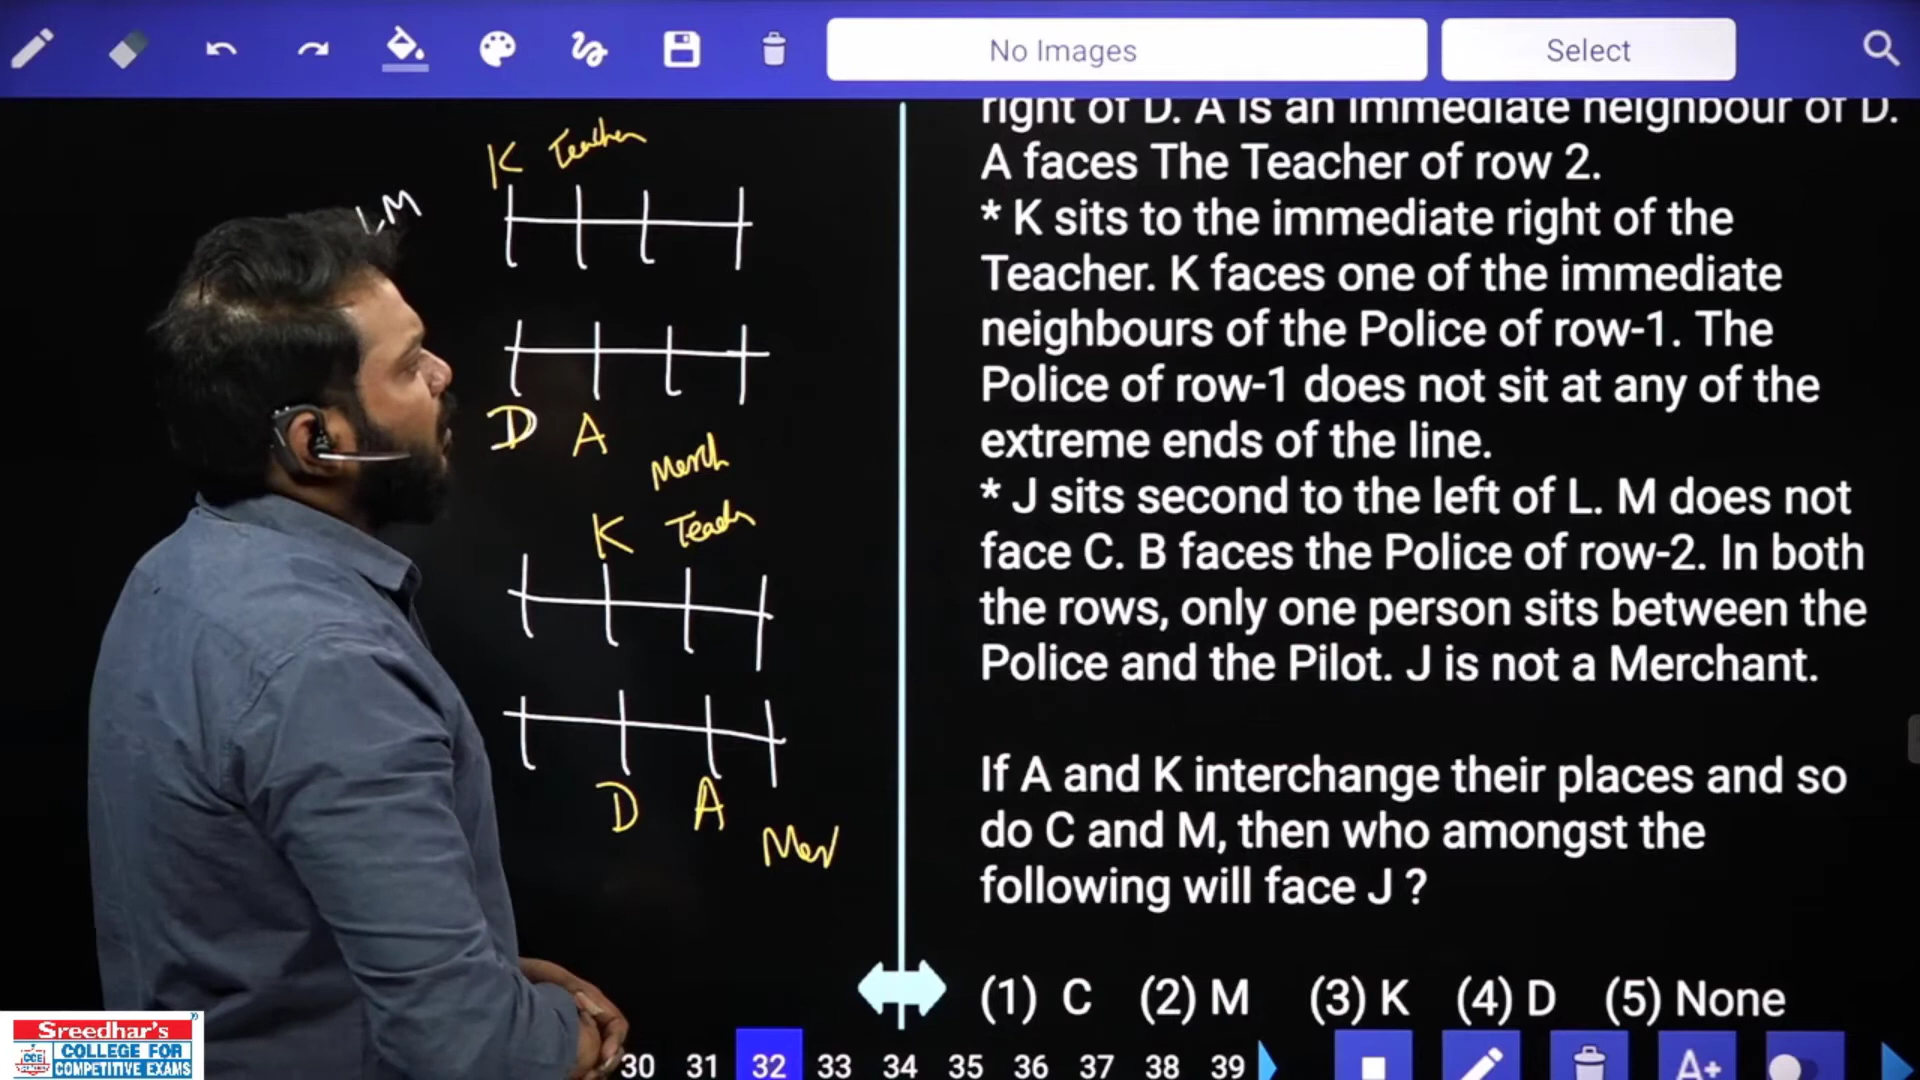 No Images
Select
right of D. A is an immediate neighbour of D.
A faces The Teacher of row 2.
* K sits to the immediate right of the
Teacher. K faces one of the immediate
neighbours of the Police of row-1. The
Police of row-1 does not sit at any of the
extreme ends of the line.
* J sits second to the left of L. M does not
face C. B faces the Police of row-2. In both
the rows, only one person sits between the
Police and the Pilot. J is not a Merchant.
If A and K interchange their places and so
do C and M, then who amongst the
following will face J ?
(1) C (2) M (3) K (4) D (5) None
K Teacher
M
D A
Merch
K Teach
D A
Mer
Sreedhar's
CCE
COLLEGE FOR
COMPETITIVE EXAMS
30 31 32 33 34 35 36 37 38 39
A+